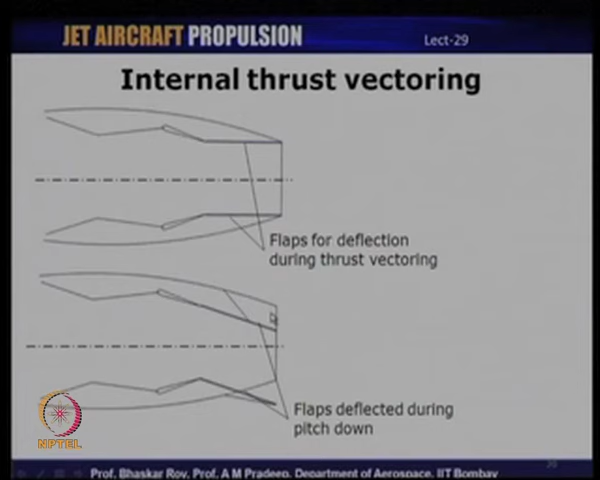 JET AIRCRAFT PROPULSION
Lect-29
Internal thrust vectoring
Flaps for deflection
during thrust vectoring
Flaps deflected during
pitch down
NPTEL
Prof. Bhaskar Roy, Prof. A M Pradeep, Department of Aerospace, IIT Bombay